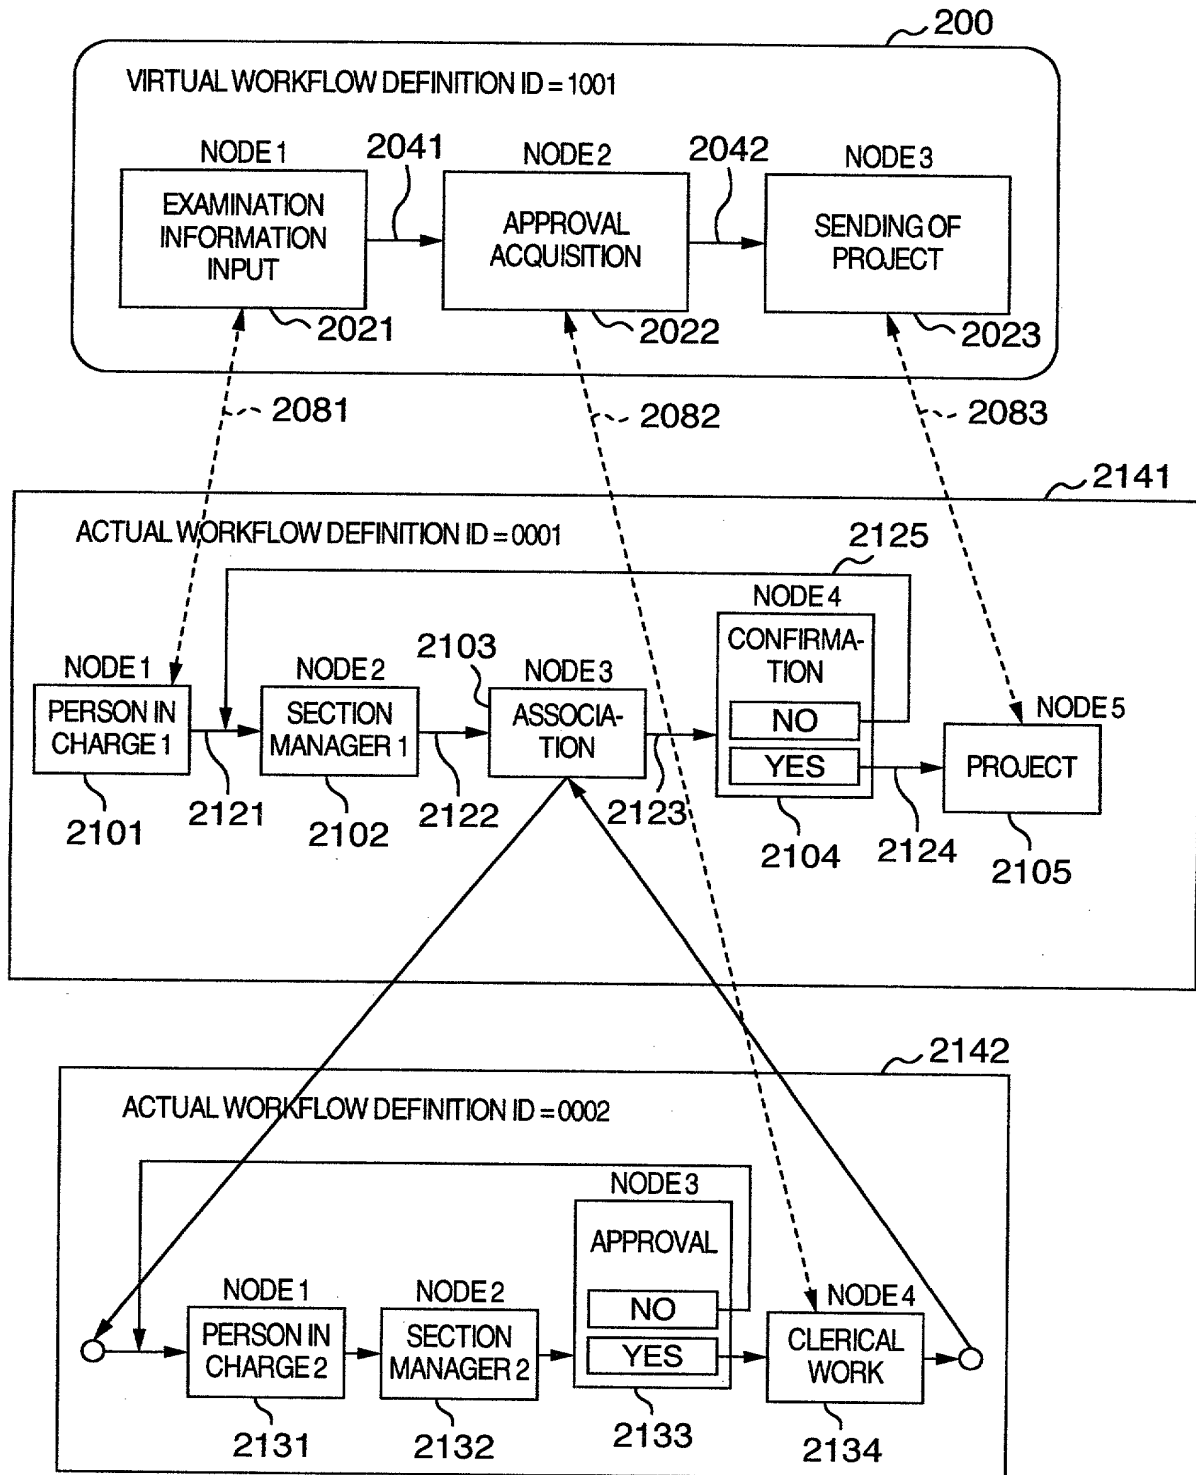 200
VIRTUAL WORKFLOW DEFINITION ID = 1001
NODE 1
2041
NODE 2
2042
NODE 3
EXAMINATION
INFORMATION
INPUT
APPROVAL
ACQUISITION
SENDING OF
PROJECT
2021
2022
2023
2081
2082
2083
2141
ACTUAL WORKFLOW DEFINITION ID = 0001
2125
NODE 1
PERSON IN
CHARGE 1
2101
2121
NODE 2
SECTION
MANAGER 1
2102
2122
2103
NODE 3
ASSOCIA-
TION
2123
NODE 4
CONFIRMA-
TION
NO
YES
2104
2124
NODE 5
PROJECT
2105
2142
ACTUAL WORKFLOW DEFINITION ID = 0002
NODE 1
PERSON IN
CHARGE 2
2131
NODE 2
SECTION
MANAGER 2
2132
NODE 3
APPROVAL
NO
YES
2133
NODE 4
CLERICAL
WORK
2134